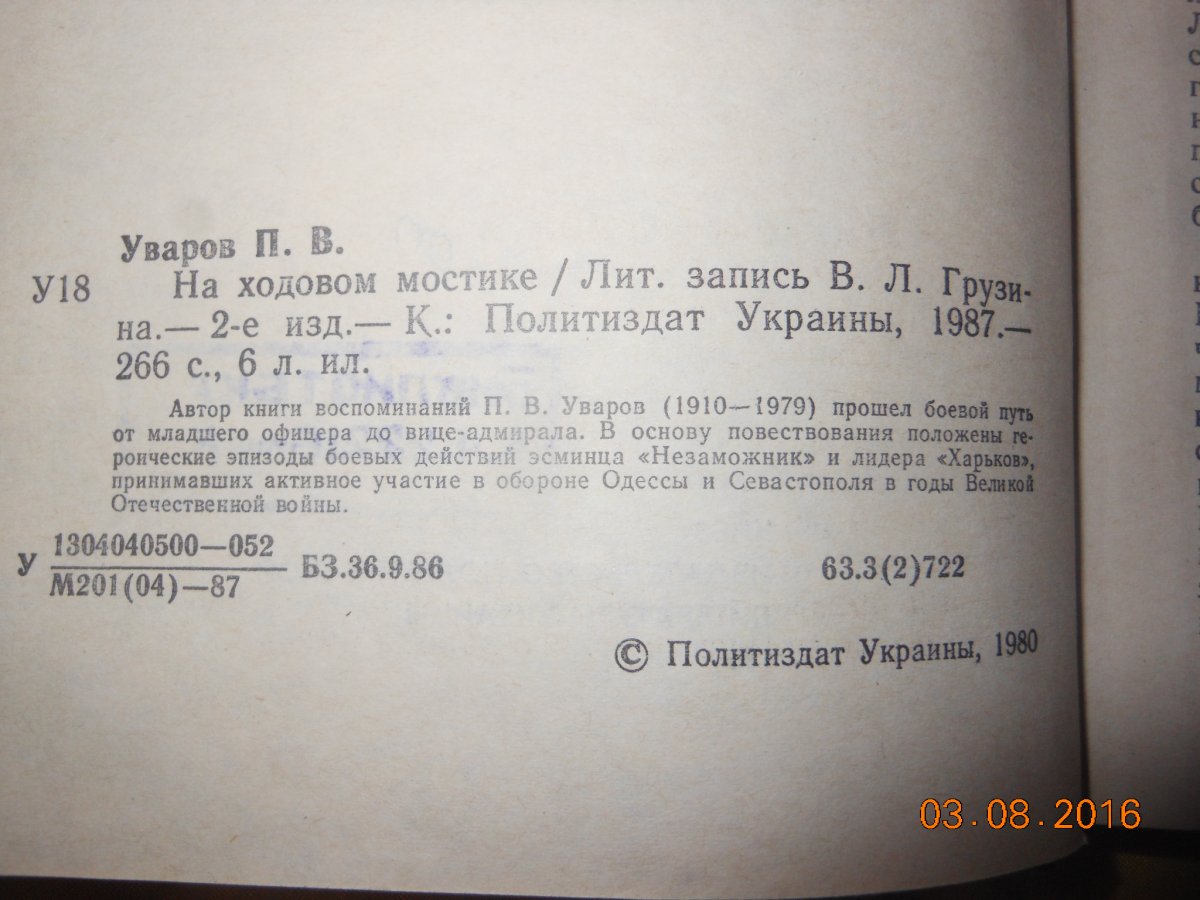 Уваров П. В.
У18 На ходовом мостике / Лит. запись В. Л. Грузи-
на.— 2-е изд.— К.: Политиздат Украины, 1987.—
266 с., 6 л. ил.
Автор книги воспоминаний П. В. Уваров (1910—1979) прошел боевой путь
от младшего офицера до вице-адмирала. В основу повествования положены ге-
роические эпизоды боевых действий эсминца «Незаможник» и лидера «Харьков»,
принимавших активное участие в обороне Одессы и Севастополя в годы Великой
Отечественной войны.
У 1304040500—052
М201(04)—87
БЗ.36.9.86
63.3(2)722
© Политиздат Украины, 1980
03.08.2016